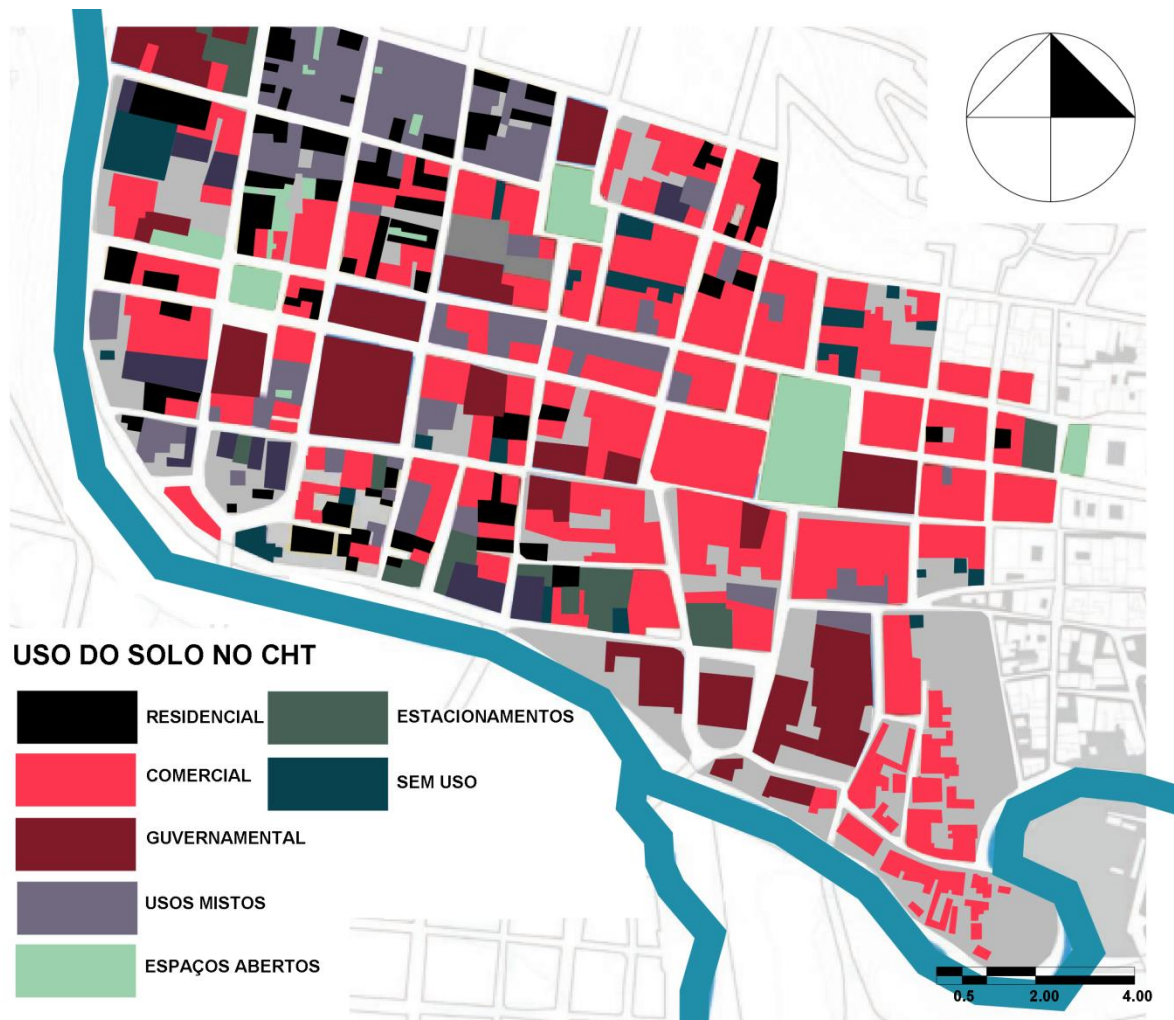 USO DO SOLO NO CHT
RESIDENCIAL
COMERCIAL
GUVERNAMENTAL
USOS MISTOS
ESPAÇOS ABERTOS
ESTACIONAMENTOS
SEM USO
0.5 2.00 4.00